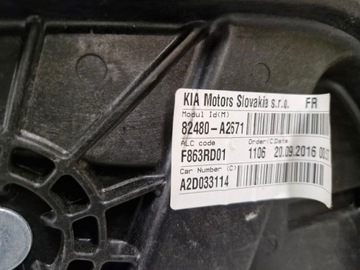 KIA Motors Slovakia s.r.o. FR
Modul Id(M)
82480-A2671
ALC code Order(C)Date
F863RD01 1106 20.09.2016
Car Number (C)
A2D033114